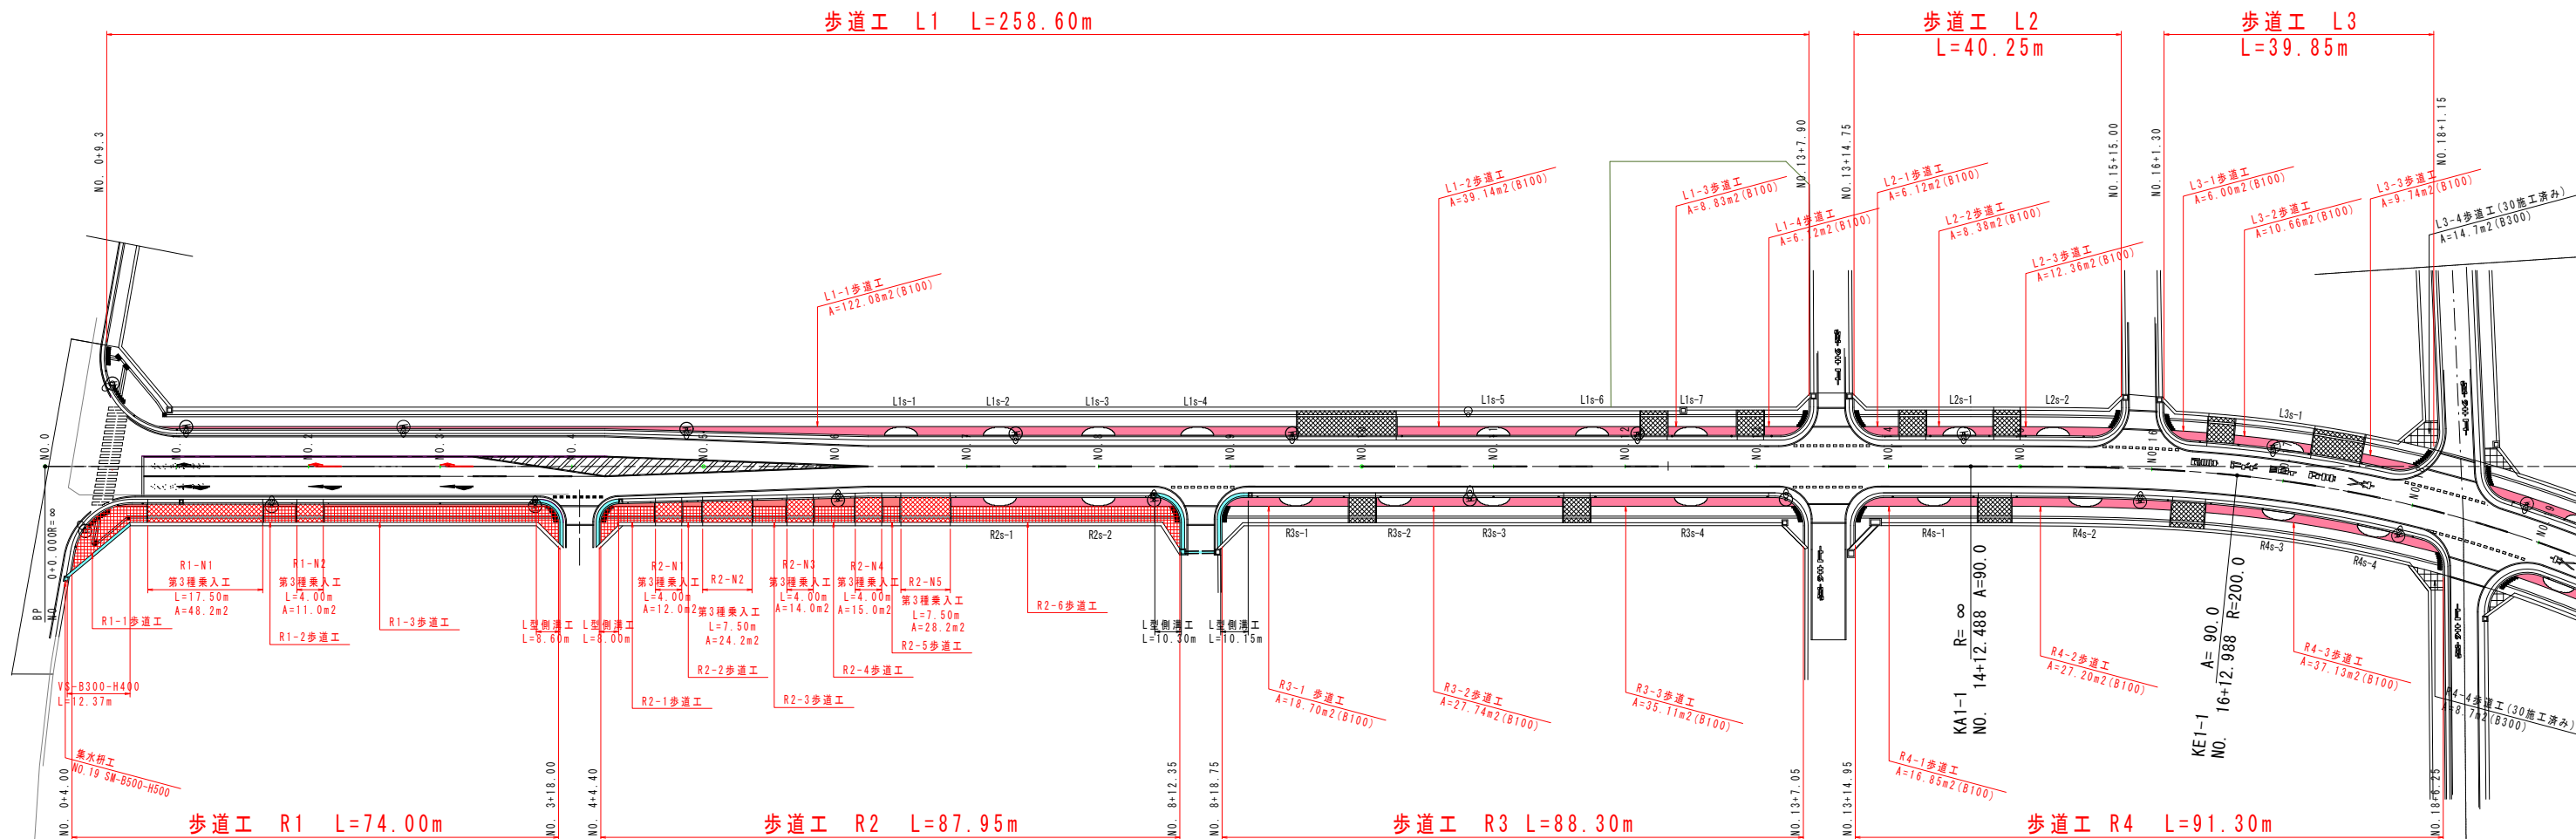 歩道工 L1 L=258.60m
歩道工 L2
L=40.25m
歩道工 L3
L=39.85m
NO. 0+9.3
NO.13+7.90
NO.13+14.75
NO.15+15.00
NO.16+1.30
NO.18+1.15
L1-1歩道工
A=122.08m2(B100)
L1-2歩道工
A=39.14m2(B100)
L1-3歩道工
A=8.83m2(B100)
L1-4歩道工
A=6.12m2(B100)
L2-1歩道工
A=6.12m2(B100)
L2-2歩道工
A=8.38m2(B100)
L2-3歩道工
A=12.36m2(B100)
L3-1歩道工
A=6.00m2(B100)
L3-2歩道工
A=10.66m2(B100)
L3-3歩道工
A=9.74m2(B100)
L3-4歩道工(30施工済み)
A=14.7m2(B300)
L1s-1
L1s-2
L1s-3
L1s-4
L1s-5
L1s-6
L1s-7
L2s-1
L2s-2
L3s-1
NO.0
BP
NO. 0+0.000R=∞
R2s-1
R2s-2
R3s-1
R3s-2
R3s-3
R3s-4
R4s-1
R4s-2
R4s-3
R4s-4
R1-N1
第3種乗入工
L=17.50m
A=48.2m2
R1-N2
第3種乗入工
L=4.00m
A=11.0m2
R1-1歩道工
R1-2歩道工
R1-3歩道工
L型側溝工
L=8.60m
L型側溝工
L=8.00m
R2-N1
第3種乗入工
L=4.00m
A=12.0m2
R2-N2
第3種乗入工
L=7.50m
A=24.2m2
R2-N3
第3種乗入工
L=4.00m
A=14.0m2
R2-N4
第3種乗入工
L=4.00m
A=15.0m2
R2-N5
第3種乗入工
L=7.50m
A=28.2m2
R2-6歩道工
R2-5歩道工
R2-2歩道工
R2-4歩道工
R2-1歩道工
R2-3歩道工
L型側溝工
L=10.30m
L型側溝工
L=10.15m
VS-B300-H400
L=12.37m
集水桝工
NO.19 SM-B500-H500
R3-1 歩道工
A=18.70m2(B100)
R3-2歩道工
A=27.74m2(B100)
R3-3歩道工
A=35.11m2(B100)
R4-1歩道工
A=16.85m2(B100)
R4-2歩道工
A=27.20m2(B100)
R4-3歩道工
A=37.13m2(B100)
R4-4歩道工(30施工済み)
A=8.7m2(B300)
KA1-1 R=∞
NO. 14+12.488 A=90.0
KE1-1 A= 90.0
NO. 16+12.988 R=200.0
NO. 0+4.00
NO. 3+18.00
NO. 4+4.40
NO. 8+12.35
NO. 8+18.75
NO.13+7.05
NO.13+14.95
NO.18+6.25
歩道工 R1 L=74.00m
歩道工 R2 L=87.95m
歩道工 R3 L=88.30m
歩道工 R4 L=91.30m